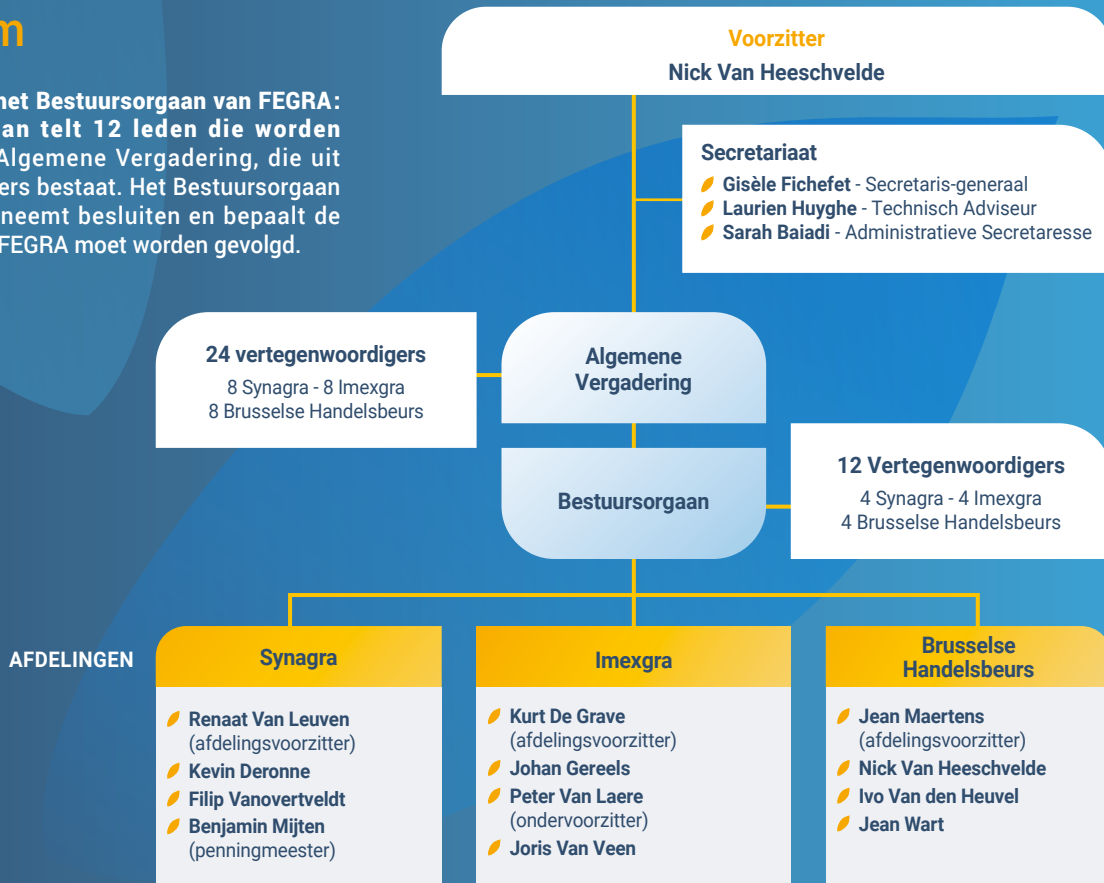 m
het Bestuursorgaan van FEGRA:
an telt 12 leden die worden
Algemene Vergadering, die uit
ers bestaat. Het Bestuursorgaan
neemt besluiten en bepaalt de
FEGRA moet worden gevolgd.
Voorzitter
Nick Van Heeschvelde
Secretariaat
Gisèle Fichefet - Secretaris-generaal
Laurien Huyghe - Technisch Adviseur
Sarah Baiadi - Administratieve Secretaresse
24 vertegenwoordigers
8 Synagra - 8 Imexgra
8 Brusselse Handelsbeurs
Algemene
Vergadering
Bestuursorgaan
12 Vertegenwoordigers
4 Synagra - 4 Imexgra
4 Brusselse Handelsbeurs
AFDELINGEN
Synagra
Renaat Van Leuven
(afdelingsvoorzitter)
Kevin Deronne
Filip Vanovertveldt
Benjamin Mijten
(penningmeester)
Imexgra
Kurt De Grave
(afdelingsvoorzitter)
Johan Gereels
Peter Van Laere
(ondervoorzitter)
Joris Van Veen
Brusselse
Handelsbeurs
Jean Maertens
(afdelingsvoorzitter)
Nick Van Heeschvelde
Ivo Van den Heuvel
Jean Wart